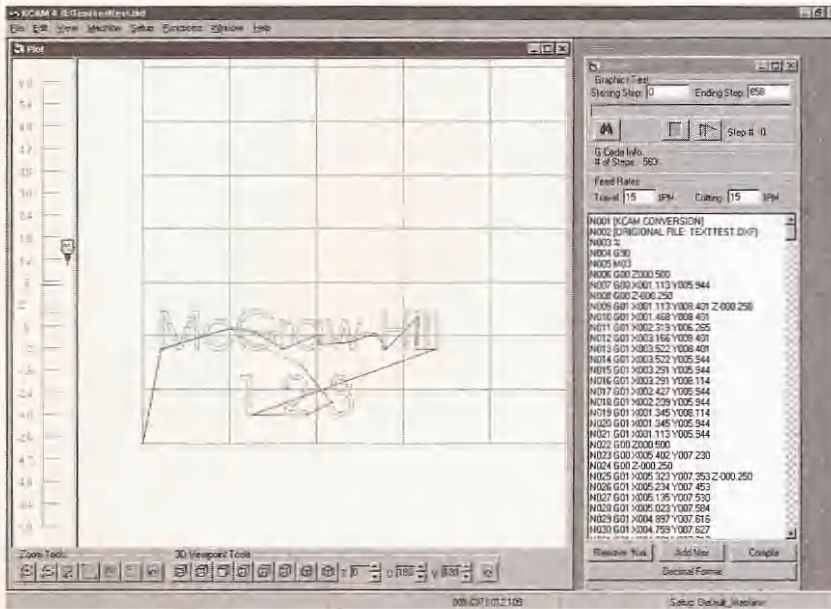 KCAM 4
File Edit View Machine Setup Functions Window Help
Plot
McGraw Hill
1 2 3
Graphics Test
Starting Step: 0 Ending Step: 658
Step #: 0
G Code Info.
# of Steps:
Feed Rates
Travel 15 IPM Cutting 15 IPM
N001 [KCAM CONVERSION]
N002 [ORIGIONAL FILE: TEXTTEST.DXF]
N003 %
N004 G90
N005 M03
N006 G00 Z000.500
N007 G00 X001.113 Y005.944
N008 G00 Z-000.250
N009 G01 X001.113 Y008.401 Z-000.250
N010 G01 X001.468 Y008.401
N011 G01 X002.319 Y006.265
N012 G01 X003.166 Y008.401
N013 G01 X003.522 Y008.401
N014 G01 X003.522 Y005.944
N015 G01 X003.291 Y005.944
N016 G01 X003.291 Y008.114
N017 G01 X002.427 Y005.944
N018 G01 X002.209 Y005.944
N019 G01 X001.345 Y008.114
N020 G01 X001.345 Y005.944
N021 G01 X001.113 Y005.944
N022 G00 Z000.500
N023 G00 X005.402 Y007.230
N024 G00 Z-000.250
N025 G01 X005.323 Y007.353 Z-000.250
N026 G01 X005.234 Y007.453
N027 G01 X005.135 Y007.530
N028 G01 X005.023 Y007.584
N029 G01 X004.897 Y007.616
N030 G01 X004.759 Y007.627
Remove Nxx Add Nxx Compile
Decimal Format
Zoom Tools 3D Viewpoint Tools
Setup: Default_Machine